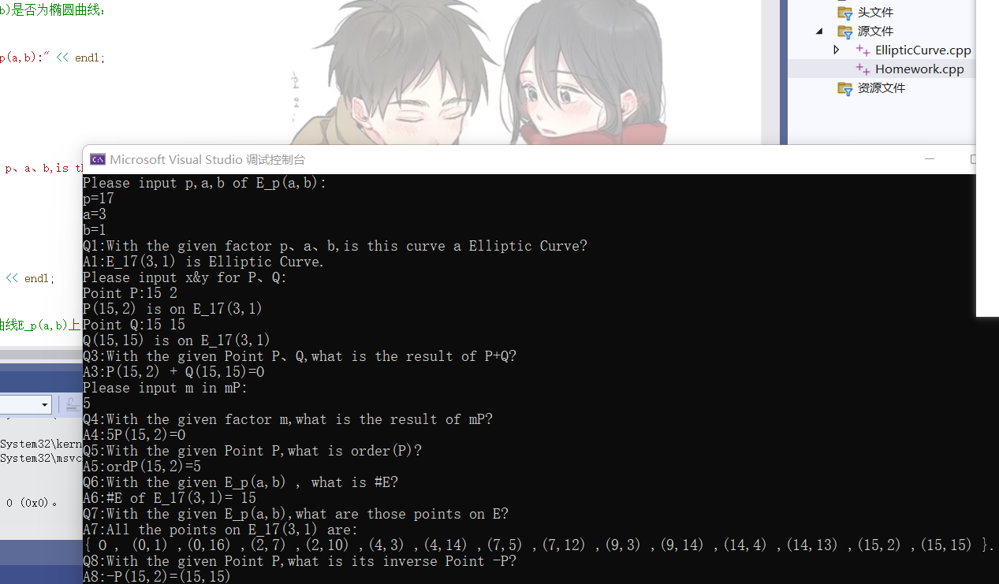 b)是否为椭圆曲线:
p(a,b):" << endl;
p、a、b,is th
<< endl;
曲线E_p(a,b)上
System32\kern
System32\msvc
0 (0x0)。
头文件
源文件
EllipticCurve.cpp
Homework.cpp
资源文件
Microsoft Visual Studio 调试控制台
Please input p,a,b of E_p(a,b):
p=17
a=3
b=1
Q1:With the given factor p、a、b,is this curve a Elliptic Curve?
A1:E_17(3,1) is Elliptic Curve.
Please input x&y for P、Q:
Point P:15 2
P(15,2) is on E_17(3,1)
Point Q:15 15
Q(15,15) is on E_17(3,1)
Q3:With the given Point P、Q,what is the result of P+Q?
A3:P(15,2) + Q(15,15)=O
Please input m in mP:
5
Q4:With the given factor m,what is the result of mP?
A4:5P(15,2)=O
Q5:With the given Point P,what is order(P)?
A5:ordP(15,2)=5
Q6:With the given E_p(a,b) , what is #E?
A6:#E of E_17(3,1)= 15
Q7:With the given E_p(a,b),what are those points on E?
A7:All the points on E_17(3,1) are:
{ O , (0,1) ,(0,16) ,(2,7) ,(2,10) ,(4,3) ,(4,14) ,(7,5) ,(7,12) ,(9,3) ,(9,14) ,(14,4) ,(14,13) ,(15,2) ,(15,15) }.
Q8:With the given Point P,what is its inverse Point -P?
A8:-P(15,2)=(15,15)